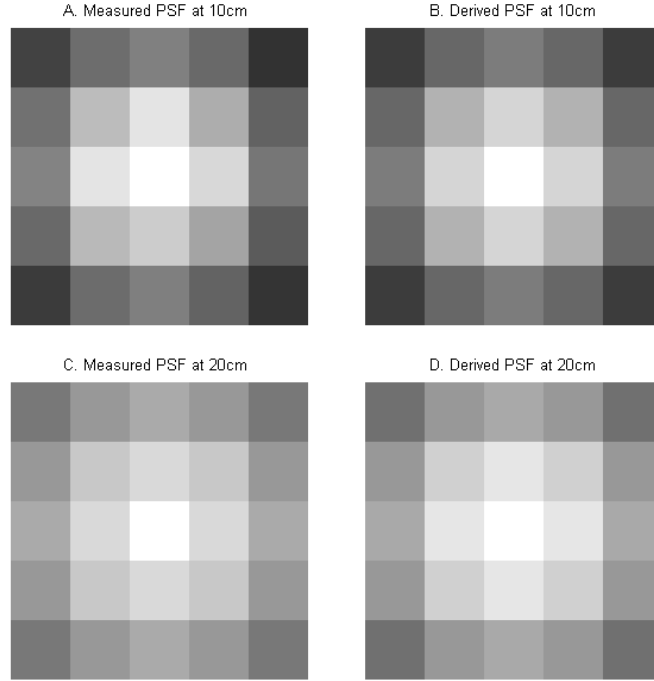 A. Measured PSF at 10cm
B. Derived PSF at 10cm
C. Measured PSF at 20cm
D. Derived PSF at 20cm